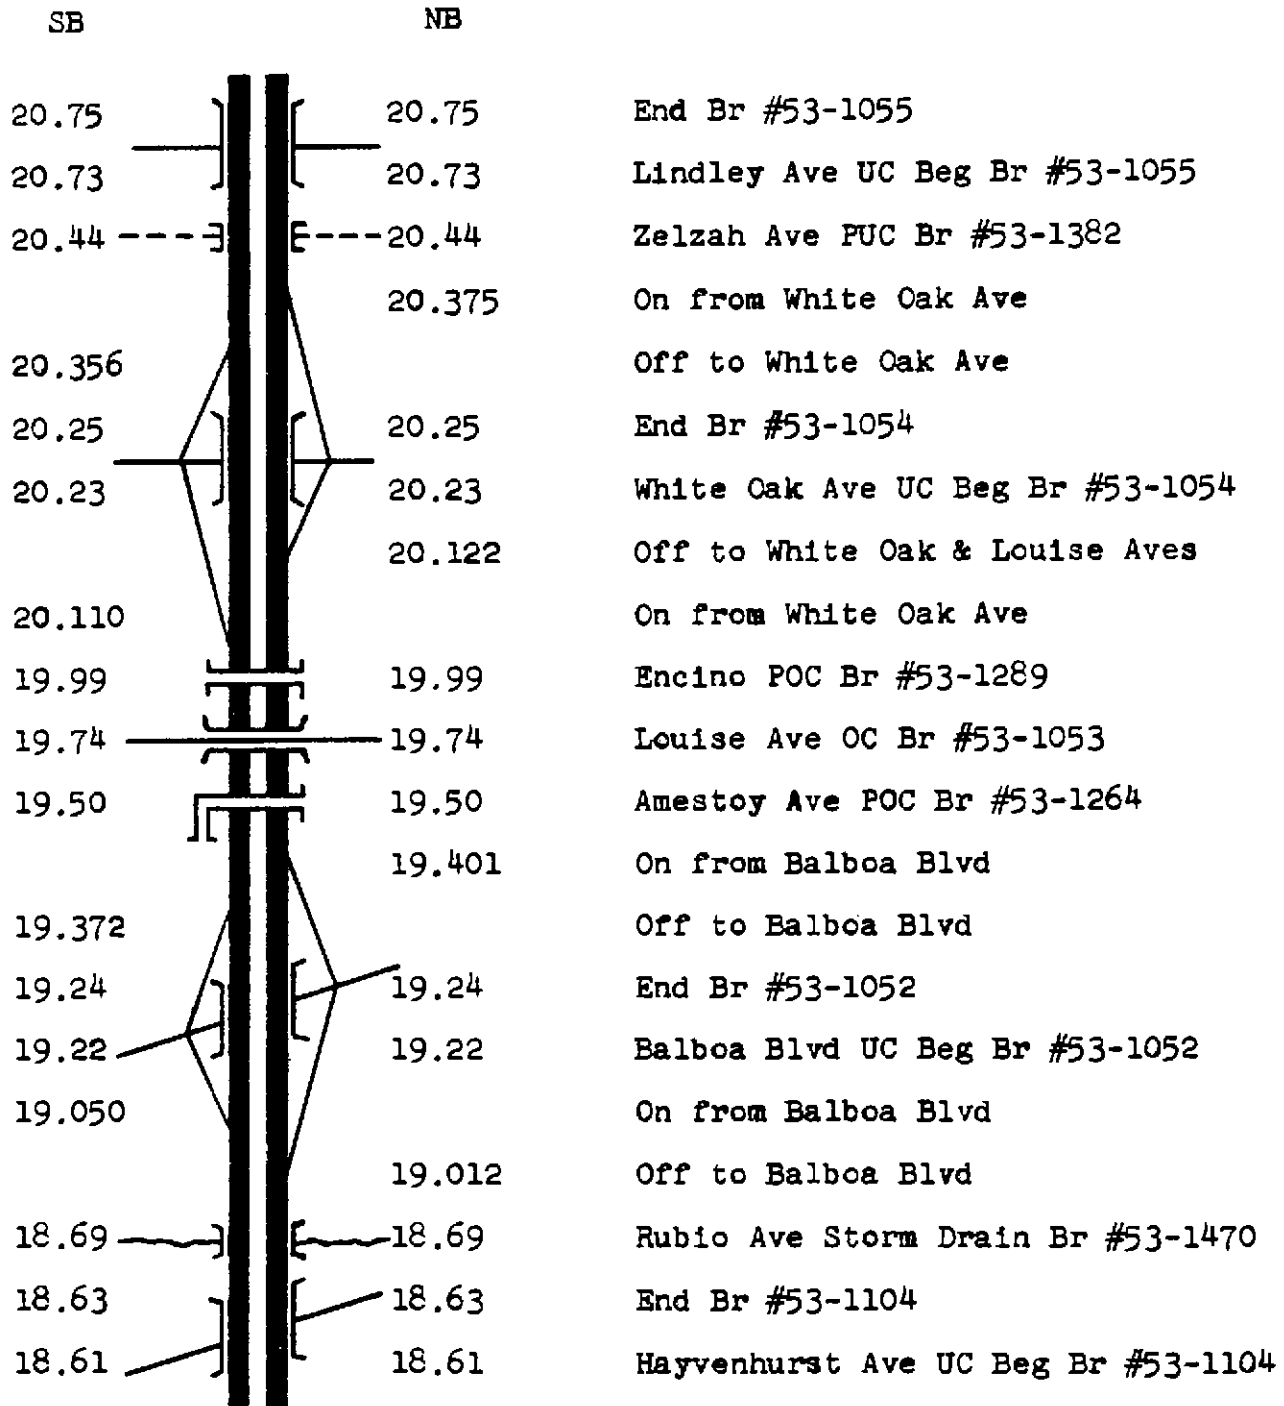 SB NB
20.75 20.75 End Br #53-1055
20.73 20.73 Lindley Ave UC Beg Br #53-1055
20.44 20.44 Zelzah Ave PUC Br #53-1382
20.375 On from White Oak Ave
20.356 Off to White Oak Ave
20.25 20.25 End Br #53-1054
20.23 20.23 White Oak Ave UC Beg Br #53-1054
20.122 Off to White Oak & Louise Aves
20.110 On from White Oak Ave
19.99 19.99 Encino POC Br #53-1289
19.74 19.74 Louise Ave OC Br #53-1053
19.50 19.50 Amestoy Ave POC Br #53-1264
19.401 On from Balboa Blvd
19.372 Off to Balboa Blvd
19.24 19.24 End Br #53-1052
19.22 19.22 Balboa Blvd UC Beg Br #53-1052
19.050 On from Balboa Blvd
19.012 Off to Balboa Blvd
18.69 18.69 Rubio Ave Storm Drain Br #53-1470
18.63 18.63 End Br #53-1104
18.61 18.61 Hayvenhurst Ave UC Beg Br #53-1104